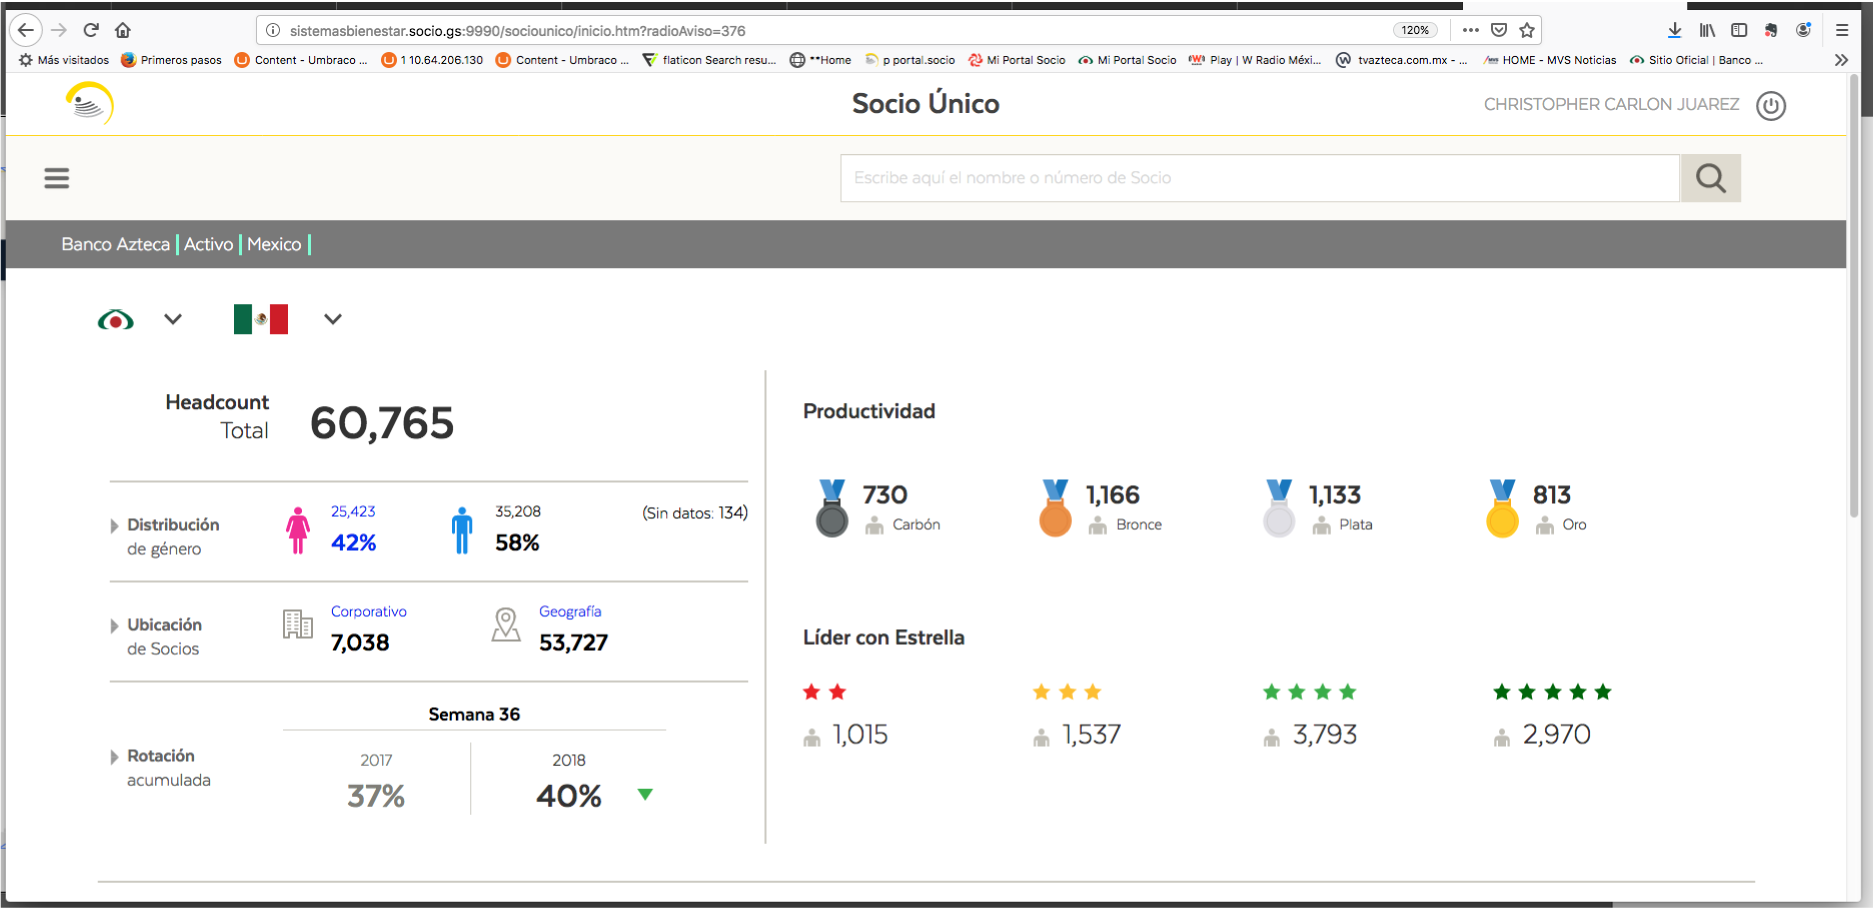 sistemasbienestar.socio.gs:9990/sociounico/inicio.htm?radioAviso=376
120%
Más visitados
Primeros pasos
Content - Umbraco ...
110.64.206.130
Content - Umbraco ...
flaticon Search resu...
**Home
p portal.socio
Mi Portal Socio
Mi Portal Socio
Play | W Radio Méxi...
tvazteca.com.mx - ...
HOME - MVS Noticias
Sitio Oficial | Banco ...
Socio Único
CHRISTOPHER CARLON JUAREZ
Escribe aquí el nombre o número de Socio
Banco Azteca | Activo | Mexico |
Headcount
Total
60,765
Distribución
de género
25,423
42%
35,208
58%
(Sin datos: 134)
Ubicación
de Socios
Corporativo
7,038
Geografía
53,727
Rotación
acumulada
Semana 36
2017
37%
2018
40%
Productividad
730
Carbón
1,166
Bronce
1,133
Plata
813
Oro
Líder con Estrella
1,015
1,537
3,793
2,970